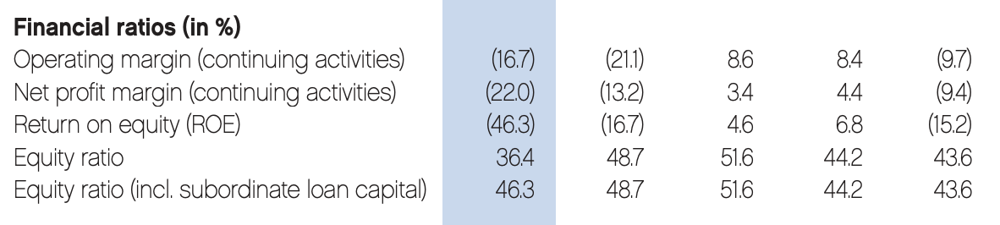 Financial ratios (in %)
Operating margin (continuing activities) (16.7) (21.1) 8.6 8.4 (9.7)
Net profit margin (continuing activities) (22.0) (13.2) 3.4 4.4 (9.4)
Return on equity (ROE) (46.3) (16.7) 4.6 6.8 (15.2)
Equity ratio 36.4 48.7 51.6 44.2 43.6
Equity ratio (incl. subordinate loan capital) 46.3 48.7 51.6 44.2 43.6